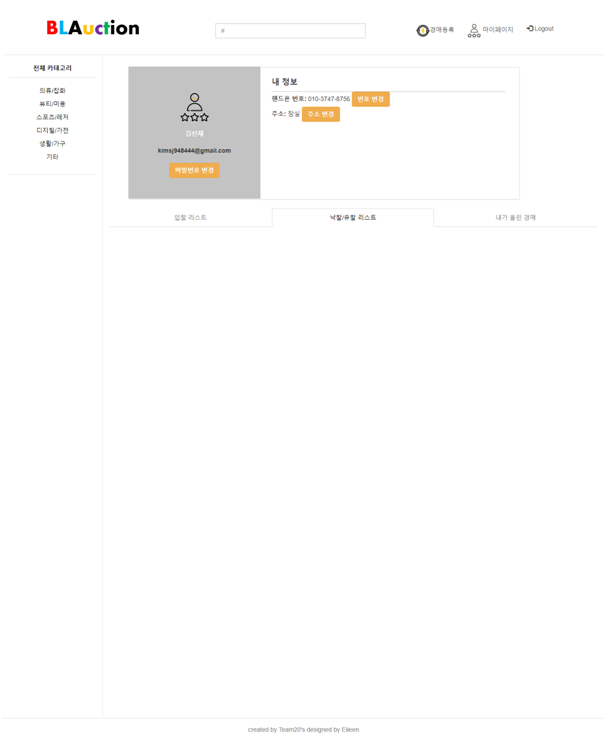 BLAuction
#
경매등록
마이페이지
Logout
전체 카테고리
의류/잡화
뷰티/미용
스포츠/레저
디지털/가전
생활/가구
기타
김선재
kimsj948444@gmail.com
비밀번호 변경
내 정보
핸드폰 번호: 010-3747-8756 번호 변경
주소: 잠실 주소 변경
입찰 리스트
낙찰/유찰 리스트
내가 올린 경매
created by Team20's designed by Eileen